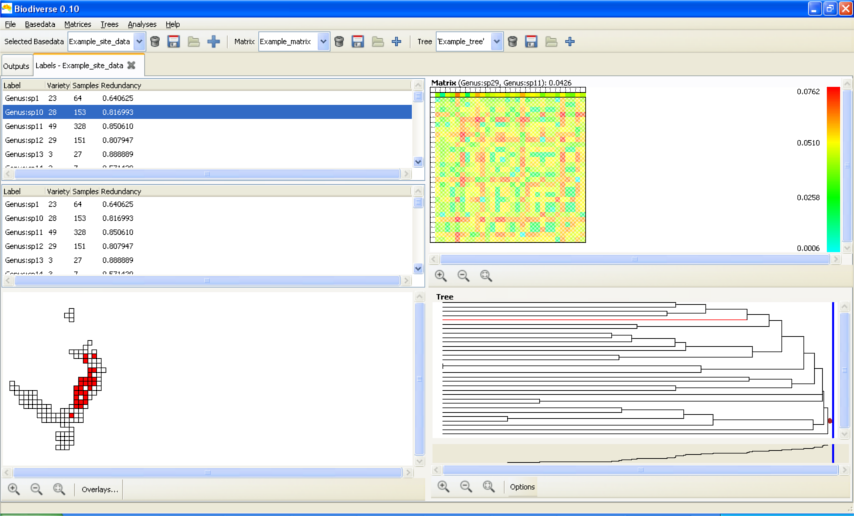 Biodiverse 0.10
File Basedata Matrices Trees Analyses Help
Selected Basedata Example_site_data Matrix Example_matrix Tree 'Example_tree'
Outputs Labels - Example_site_data
Label Variety Samples Redundancy
Genus:sp1 23 64 0.640625
Genus:sp10 28 153 0.816993
Genus:sp11 49 328 0.850610
Genus:sp12 29 151 0.807947
Genus:sp13 3 27 0.888889
Label Variety Samples Redundancy
Genus:sp1 23 64 0.640625
Genus:sp10 28 153 0.816993
Genus:sp11 49 328 0.850610
Genus:sp12 29 151 0.807947
Genus:sp13 3 27 0.888889
Overlays...
Matrix (Genus:sp29, Genus:sp11): 0.0426
0.0762
0.0510
0.0258
0.0006
Tree
Options